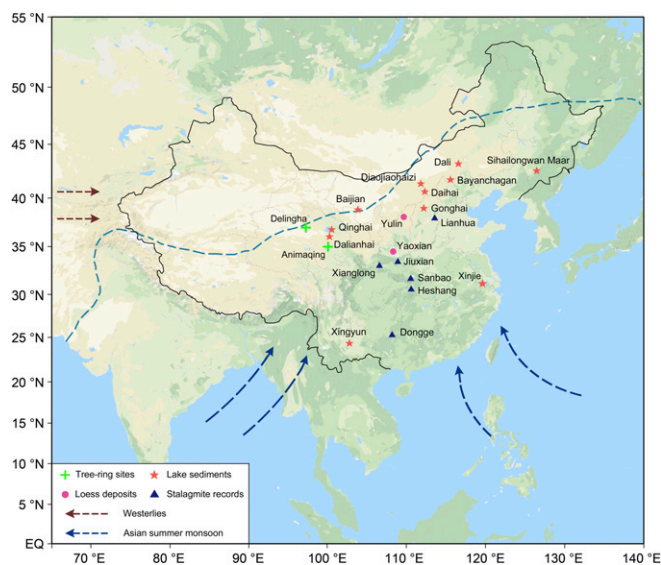 55 °N
50 °N
45 °N
40 °N
35 °N
30 °N
25 °N
20 °N
15 °N
10 °N
5 °N
EQ
Dali
Sihailongwan Maar
Diaojiaohaizi
Bayanchagan
Baijian
Daihai
Gonghai
Delingha
Qinghai
Yulin
Lianhua
Dalianhai
Animaqing
Yaoxian
Jiuxian
Xianglong
Sanbao
Xinjie
Heshang
Xingyun
Dongge
Tree-ring sites
Lake sediments
Loess deposits
Stalagmite records
Westerlies
Asian summer monsoon
70 °E
80 °E
90 °E
100 °E
110 °E
120 °E
130 °E
140 °E